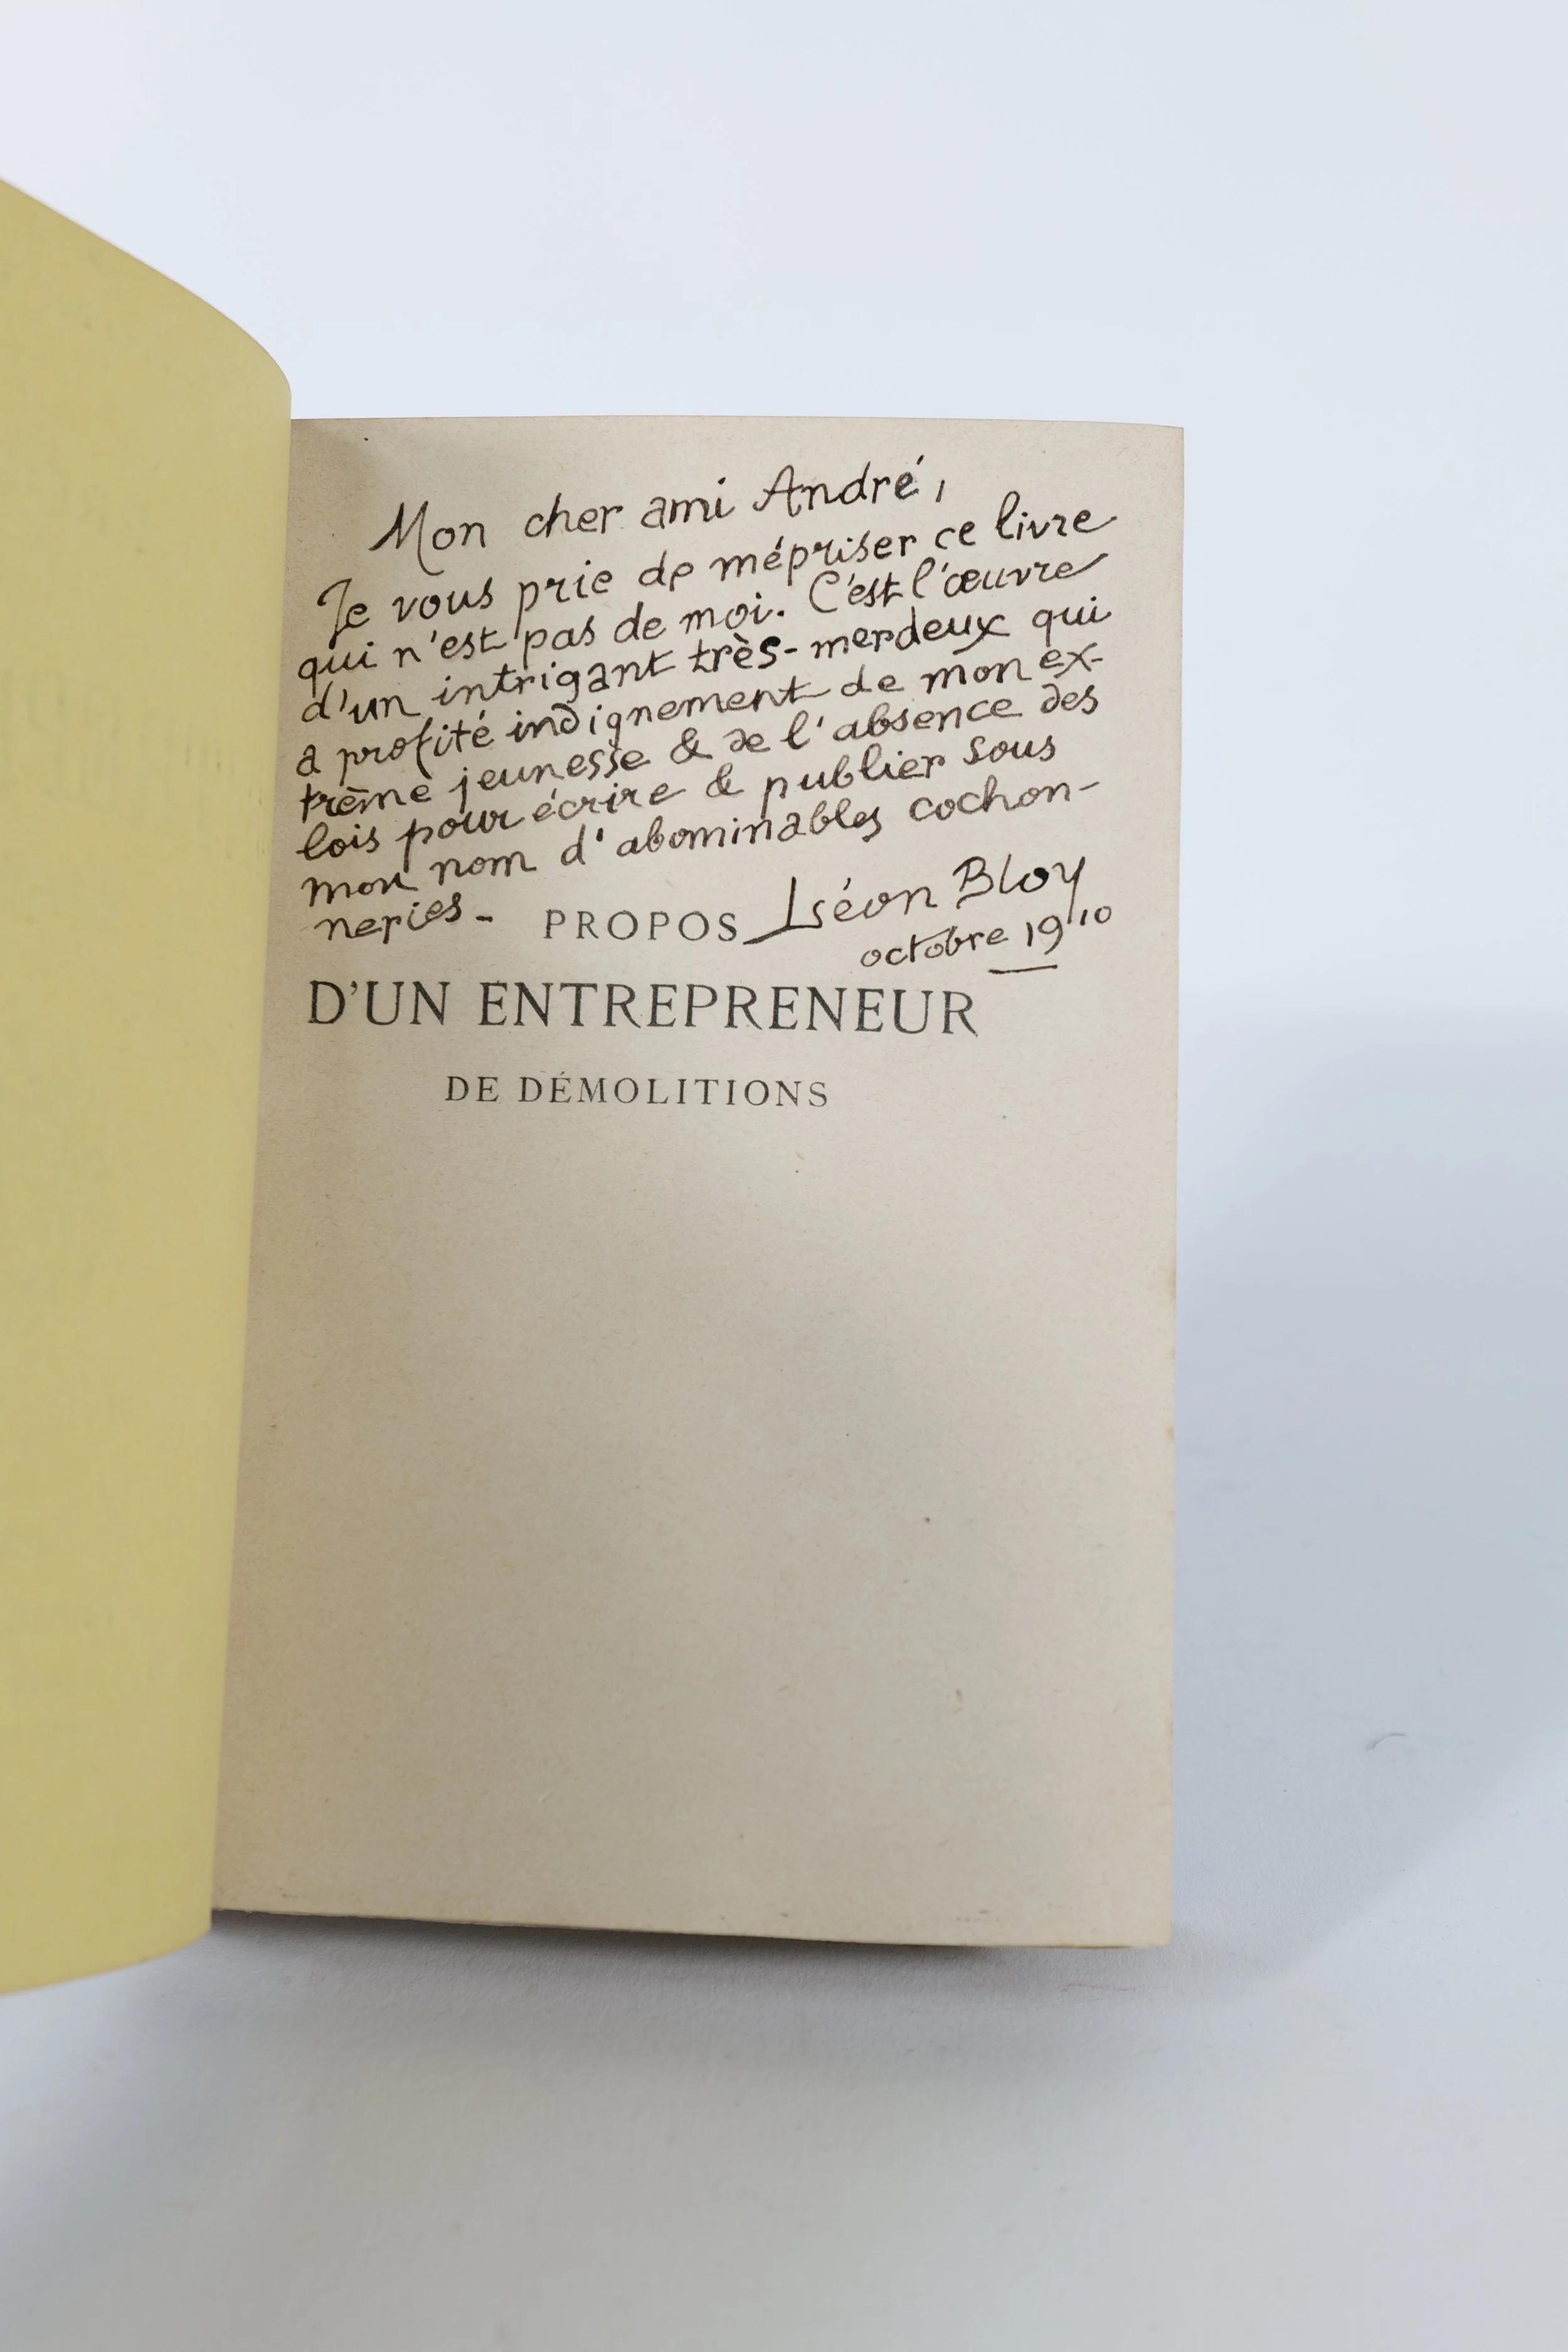 Mon cher ami André,
Je vous prie de mépriser ce livre
qui n'est pas de moi. C'est l'œuvre
d'un intrigant très-merdeux qui
a profité indignement de mon ex-
trême jeunesse & de l'absence des
lois pour écrire & publier sous
mon nom d'abominables cochon-
neries -
Léon Bloy
octobre 1910
PROPOS
D'UN ENTREPRENEUR
DE DÉMOLITIONS